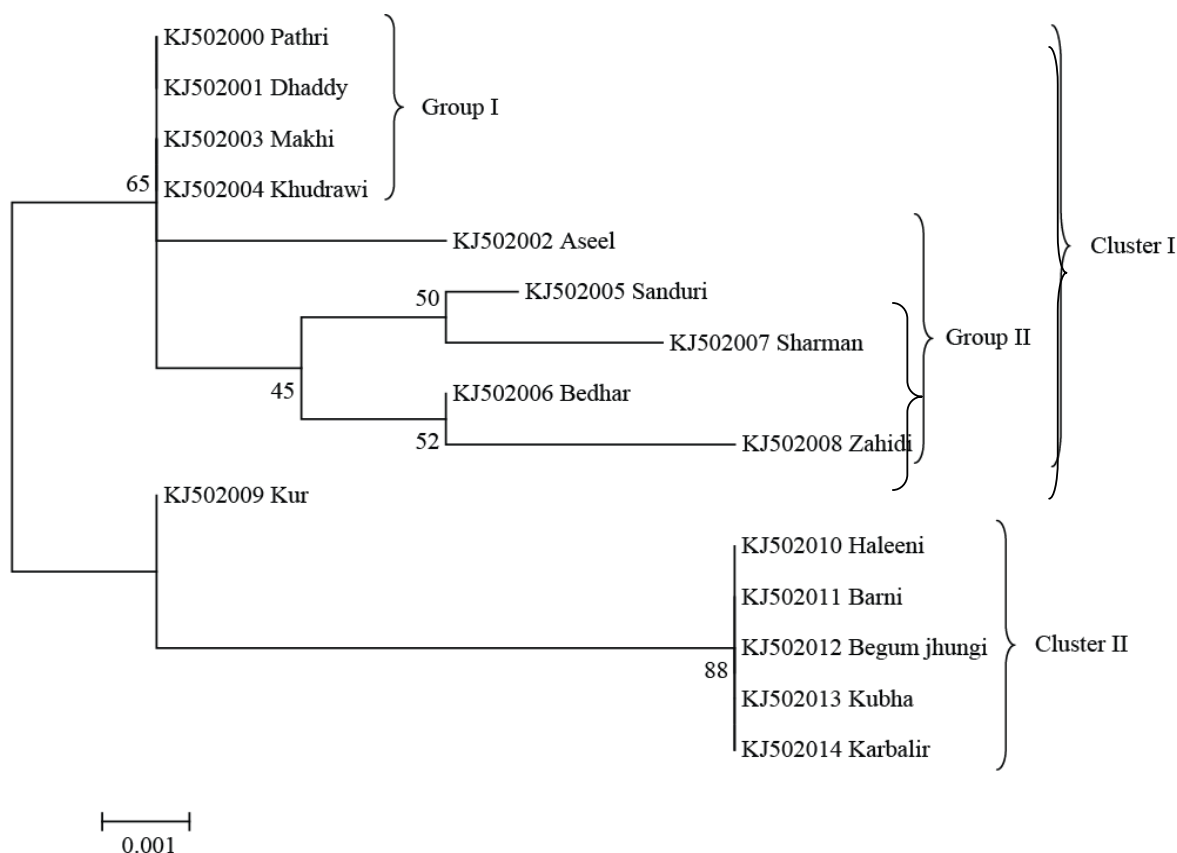 KJ502000 Pathri
KJ502001 Dhaddy
Group I
KJ502003 Makhi
65
KJ502004 Khudrawi
KJ502002 Aseel
Cluster I
50
KJ502005 Sanduri
Group II
KJ502007 Sharman
45
KJ502006 Bedhar
52
KJ502008 Zahidi
KJ502009 Kur
KJ502010 Haleeni
KJ502011 Barni
KJ502012 Begum jhungi
Cluster II
88
KJ502013 Kubha
KJ502014 Karbalir
0.001